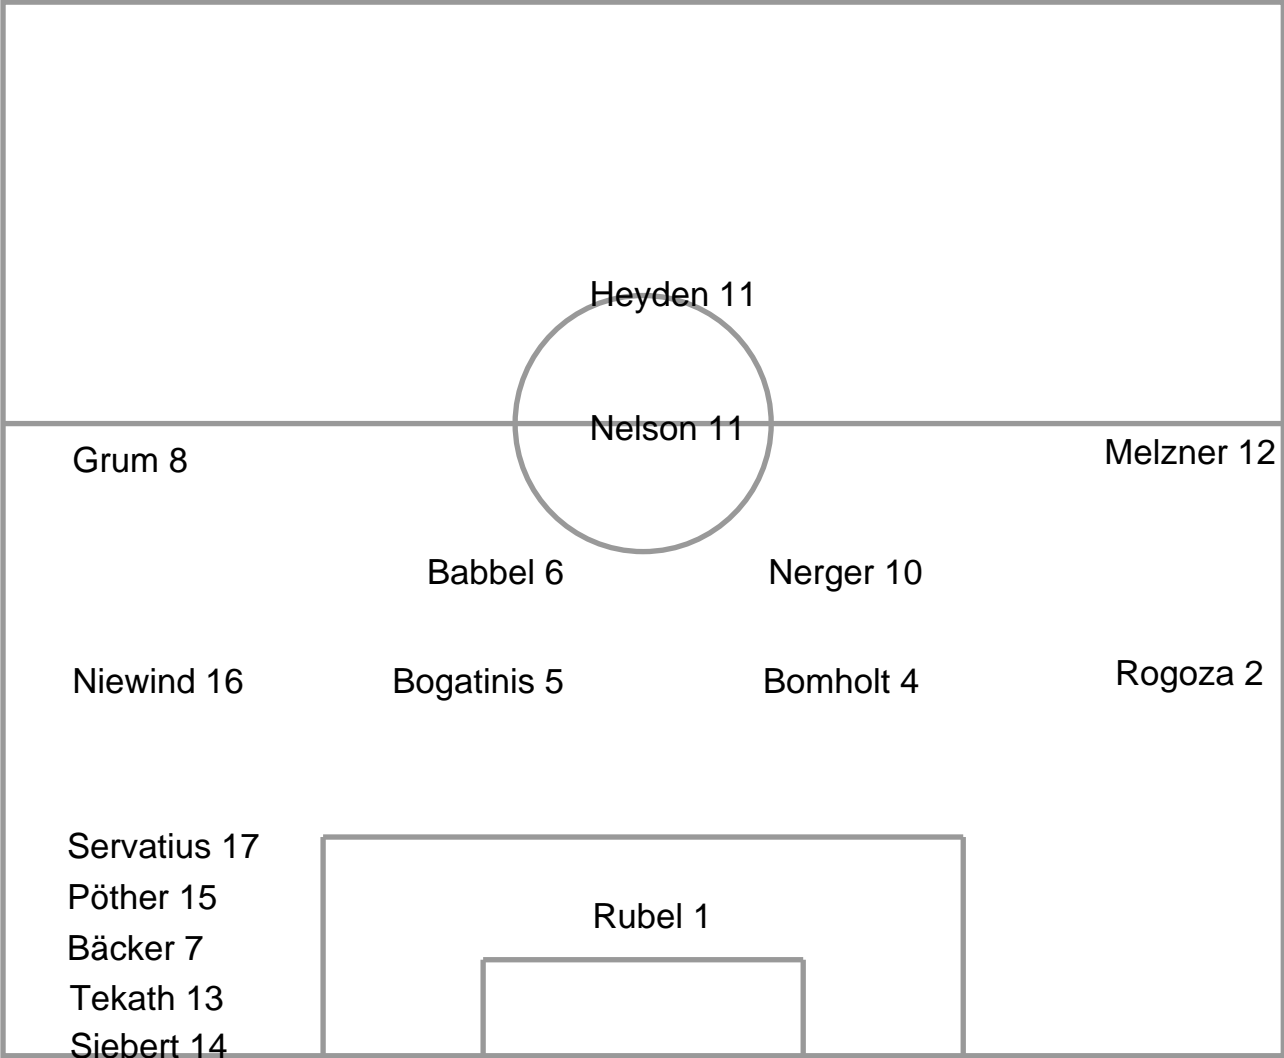 Heyden 11
Nelson 11
Grum 8
Melzner 12
Babbel 6
Nerger 10
Niewind 16
Bogatinis 5
Bomholt 4
Rogoza 2
Servatius 17
Pöther 15
Rubel 1
Bäcker 7
Tekath 13
Siebert 14